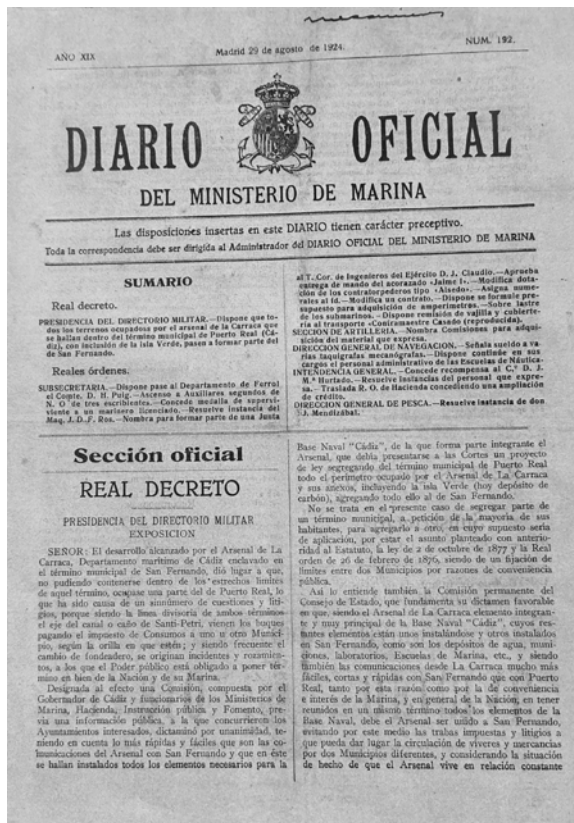 AÑO XIX
Madrid 29 de agosto de 1924.
NUM. 192.
DIARIO OFICIAL
DEL MINISTERIO DE MARINA
Las disposiciones insertas en este DIARIO tienen carácter preceptivo.
Toda la correspondencia debe ser dirigida al Administrador del DIARIO OFICIAL DEL MINISTERIO DE MARINA
SUMARIO
Real decreto.
PRESIDENCIA DEL DIRECTORIO MILITAR.—Dispone que to-
dos los terrenos ocupados por el arsenal de la Carraca que
se hallan dentro del término municipal de Puerto Real (Cá-
diz), con inclusión de la isla Verde, pasen a formar parte del
de San Fernando.
Reales órdenes.
SUBSECRETARIA.—Dispone pase al Departamento de Ferrol
el Comte. D. H. Puig.—Ascenso a Auxiliares segundos de
N. O de tres escribientes.—Concede medalla de supervi-
viente a un marinero licenciado.—Resuelve instancia del
Maq. J. D. F. Ros.—Nombra para formar parte de una Justa
al T. Cor. de Ingenieros del Ejército D. J. Claudio.—Aprueba
entrega de mando del acorazado «Jaime I».—Modifica dota-
ción de los contratorpederos tipo «Alsedo».—Asigna nume-
rales al íd.—Modifica un contrato.—Dispone se formule pre-
supuesto para adquisición de amperímetros.—Sobre lastre
de los submarinos.—Dispone remisión de vajilla y cubierte-
ría al transporte «Contramaestre Casado (reproducida).
SECCION DE ARTILLERIA.—Nombra Comisiones para adqui-
sición del material que expresa.
DIRECCION GENERAL DE NAVEGACION.—Señala sueldo a va-
rias taquígrafas mecanógrafas.—Dispone continúe en sus
cargos el personal administrativo de las Escuelas de Náutica.
INTENDENCIA GENERAL.—Concede recompensa al C.º D. J.
M.ª Hurtado.—Resuelve instancias del personal que expre-
sa.—Traslada R. O. de Hacienda concediendo una ampliación
de crédito.
DIRECCION GENERAL DE PESCA.—Resuelve instancia de don
J. Mendizábal.
Sección oficial
REAL DECRETO
PRESIDENCIA DEL DIRECTORIO MILITAR
EXPOSICION
SEÑOR: El desarrollo alcanzado por el Arsenal de La
Carraca, Departamento marítimo de Cádiz enclavado en
el término municipal de San Fernando, dió lugar a que,
no pudiendo contenerse dentro de los estrechos límites
de aquel término, ocupase una parte del de Puerto Real, lo
que ha sido causa de un sinnúmero de cuestiones y liti-
gios, porque siendo la línea divisoria de ambos términos
el eje del canal o caño de Santi-Petri, vienen los buques
pagando el impuesto de Consumos a uno u otro Munici-
pio, según la orilla en que estén; y siendo frecuente el
cambio de fondeadero, se originan incidentes y rozamien-
tos, a los que el Poder público está obligado a poner tér-
mino en bien de la Nación y de su Marina.
Designada al efecto una Comisión, compuesta por el
Gobernador de Cádiz y funcionarios de los Ministerios de
Marina, Hacienda, Instrucción pública y Fomento, pre-
via una información pública, a la que concurrieron los
Ayuntamientos interesados, dictaminó por unanimidad, te-
niendo en cuenta lo más rápidas y fáciles que son las co-
municaciones del Arsenal con San Fernando y que en éste
se hallan instalados todos los elementos necesarios para la
Base Naval "Cádiz", de la que forma parte integrante el
Arsenal, que debía presentarse a las Cortes un proyecto
de ley segregando del término municipal de Puerto Real
todo el perímetro ocupado por el Arsenal de La Carraca
y sus anexos, incluyendo la isla Verde (hoy depósito de
carbón), agregando todo ello al de San Fernando.
No se trata en el presente caso de segregar parte de
un término municipal, a petición de la mayoría de sus
habitantes, para agregarlo a otro, en cuyo supuesto sería
de aplicación, por estar el asunto planteado con anterio-
ridad al Estatuto, la ley de 2 de octubre de 1877 y la Real
orden de 26 de febrero de 1876, siendo un fijación de
límites entre dos Municipios por razones de conveniencia
pública.
Así lo entiende también la Comisión permanente del
Consejo de Estado, que fundamenta su dictamen favorable
en que, siendo el Arsenal de La Carraca elemento integran-
te y muy principal de la Base Naval "Cádiz", cuyos res-
tantes elementos están unos instalándose y otros instalados
en San Fernando, como son los depósitos de agua, muni-
ciones, laboratorios, Escuelas de Marina, etc., y siendo
también las comunicaciones desde La Carraca mucho más
fáciles, cortas y rápidas con San Fernando que con Puerto
Real, tanto por esta razón como por la de conveniencia
e interés de la Marina, y en general de la Nación, en tener
reunidos en un mismo término todos los elementos de la
Base Naval, debe el Arsenal ser unido a San Fernando,
evitando por este medio las trabas impuestas y litigios a
que pueda dar lugar la circulación de víveres y mercancías
por dos Municipios diferentes, y considerando la situación
de hecho de que el Arsenal vive en relación constante